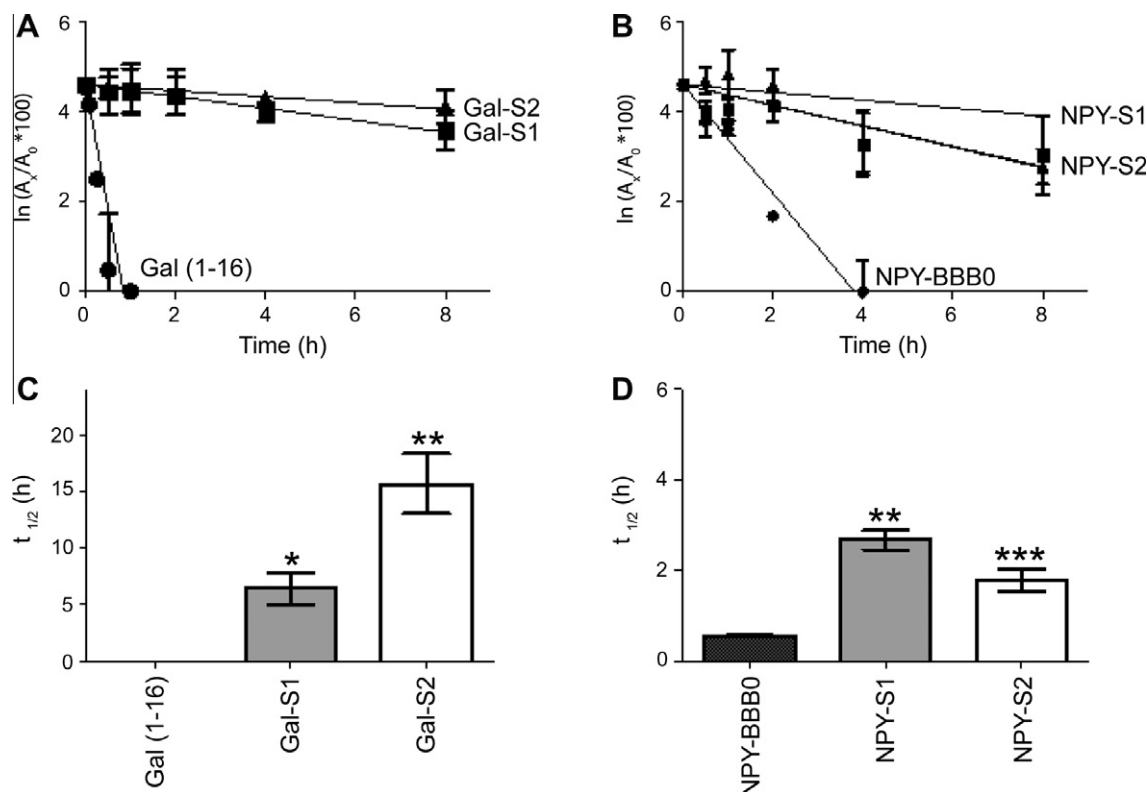 A
6
4
2
0
ln (Ax/A0 *100)
0 2 4 6 8
Time (h)
Gal-S2
Gal-S1
Gal (1-16)
B
6
4
2
0
ln (Ax/A0 *100)
0 2 4 6 8
Time (h)
NPY-S1
NPY-S2
NPY-BBB0
C
20
15
10
5
0
t 1/2 (h)
*
**
Gal (1-16)
Gal-S1
Gal-S2
D
6
4
2
0
t 1/2 (h)
**
***
NPY-BBB0
NPY-S1
NPY-S2